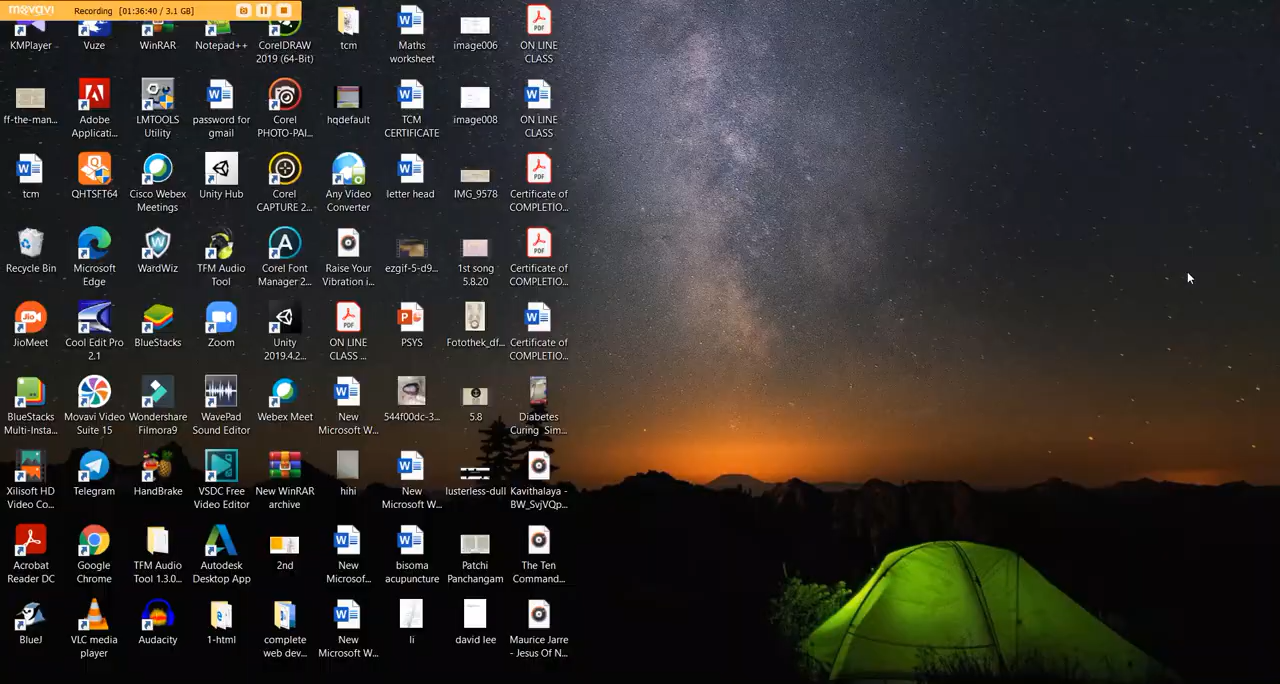 movavi Recording [01:36:40 / 3.1 GB]
KMPlayer
Vuze
WinRAR
Notepad++
CorelDRAW
2019 (64-Bit)
tcm
Maths
worksheet
image006
ON LINE
CLASS
ff-the-man...
Adobe
Applicati...
LMTOOLS
Utility
password for
gmail
Corel
PHOTO-PAI...
hqdefault
TCM
CERTIFICATE
image008
ON LINE
CLASS
tcm
QHTSFT64
Cisco Webex
Meetings
Unity Hub
Corel
CAPTURE 2...
Any Video
Converter
letter head
IMG_9578
Certificate of
COMPLETIO...
Recycle Bin
Microsoft
Edge
WardWiz
TFM Audio
Tool
Corel Font
Manager 2...
Raise Your
Vibration i...
ezgif-5-d9...
1st song
5.8.20
Certificate of
COMPLETIO...
JioMeet
Cool Edit Pro
2.1
BlueStacks
Zoom
Unity
2019.4.2...
ON LINE
CLASS ...
PSYS
Fotothek_df...
Certificate of
COMPLETIO...
BlueStacks
Multi-Insta...
Movavi Video
Suite 15
Wondershare
Filmora9
WavePad
Sound Editor
Webex Meet
New
Microsoft W...
544f00dc-3...
5.8
Diabetes
Curing Sim...
Xilisoft HD
Video Co...
Telegram
HandBrake
VSDC Free
Video Editor
New WinRAR
archive
hihi
New
Microsoft W...
lusterless-dull
Kavithalaya -
BW_SvjVQp...
Acrobat
Reader DC
Google
Chrome
TFM Audio
Tool 1.3.0...
Autodesk
Desktop App
2nd
New
Microsof...
bisoma
acupuncture
Patchi
Panchangam
The Ten
Command...
BlueJ
VLC media
player
Audacity
1-html
complete
web dev...
New
Microsoft W...
li
david lee
Maurice Jarre
- Jesus Of N...